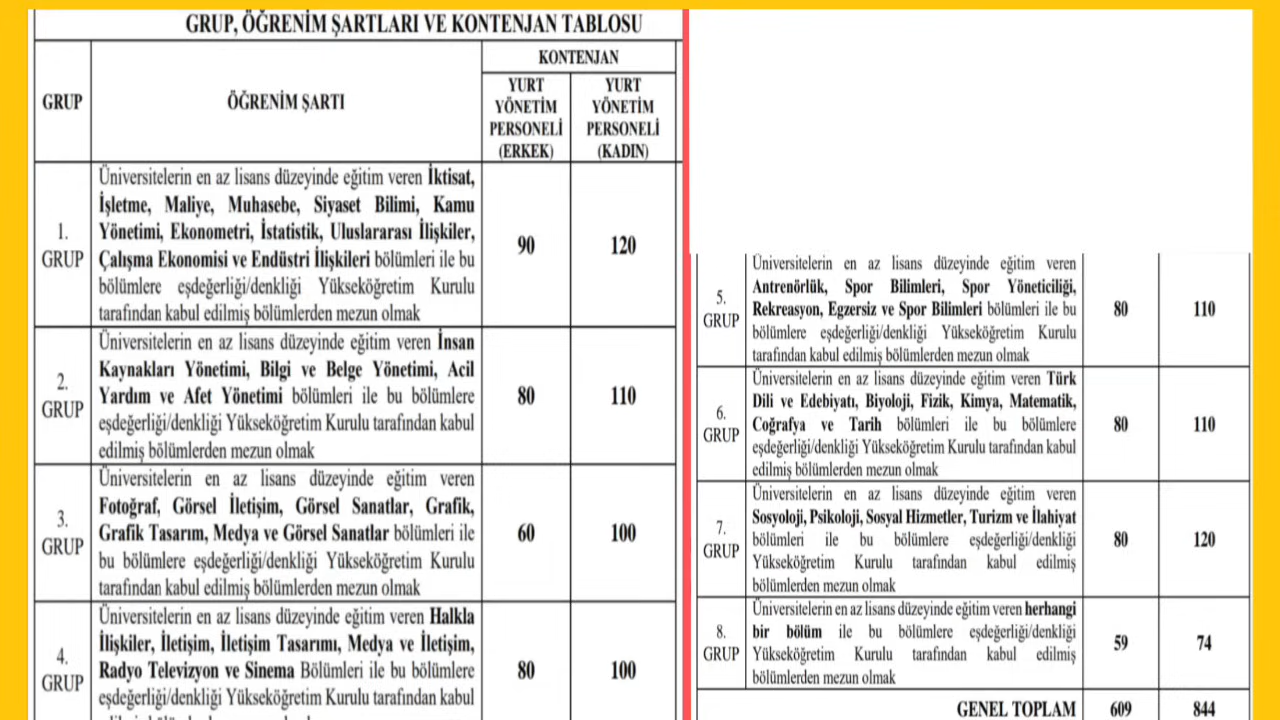 GRUP, ÖĞRENİM ŞARTLARI VE KONTENJAN TABLOSU
GRUP
ÖĞRENİM ŞARTI
KONTENJAN
YURT
YÖNETİM
PERSONELİ
(ERKEK)
YURT
YÖNETİM
PERSONELİ
(KADIN)
1.
GRUP
Üniversitelerin en az lisans düzeyinde eğitim veren İktisat,
İşletme, Maliye, Muhasebe, Siyaset Bilimi, Kamu
Yönetimi, Ekonometri, İstatistik, Uluslararası İlişkiler,
Çalışma Ekonomisi ve Endüstri İlişkileri bölümleri ile bu
bölümlere eşdeğerliği/denkliği Yükseköğretim Kurulu
tarafından kabul edilmiş bölümlerden mezun olmak
90
120
2.
GRUP
Üniversitelerin en az lisans düzeyinde eğitim veren İnsan
Kaynakları Yönetimi, Bilgi ve Belge Yönetimi, Acil
Yardım ve Afet Yönetimi bölümleri ile bu bölümlere
eşdeğerliği/denkliği Yükseköğretim Kurulu tarafından kabul
edilmiş bölümlerden mezun olmak
80
110
3.
GRUP
Üniversitelerin en az lisans düzeyinde eğitim veren
Fotoğraf, Görsel İletişim, Görsel Sanatlar, Grafik,
Grafik Tasarım, Medya ve Görsel Sanatlar bölümleri ile
bu bölümlere eşdeğerliği/denkliği Yükseköğretim Kurulu
tarafından kabul edilmiş bölümlerden mezun olmak
60
100
4.
GRUP
Üniversitelerin en az lisans düzeyinde eğitim veren Halkla
İlişkiler, İletişim, İletişim Tasarımı, Medya ve İletişim,
Radyo Televizyon ve Sinema Bölümleri ile bu bölümlere
eşdeğerliği/denkliği Yükseköğretim Kurulu tarafından kabul
80
100
5.
GRUP
Üniversitelerin en az lisans düzeyinde eğitim veren
Antrenörlük, Spor Bilimleri, Spor Yöneticiliği,
Rekreasyon, Egzersiz ve Spor Bilimleri bölümleri ile bu
bölümlere eşdeğerliği/denkliği Yükseköğretim Kurulu
tarafından kabul edilmiş bölümlerden mezun olmak
80
110
6.
GRUP
Üniversitelerin en az lisans düzeyinde eğitim veren Türk
Dili ve Edebiyatı, Biyoloji, Fizik, Kimya, Matematik,
Coğrafya ve Tarih bölümleri ile bu bölümlere
eşdeğerliği/denkliği Yükseköğretim Kurulu tarafından kabul
edilmiş bölümlerden mezun olmak
80
110
7.
GRUP
Üniversitelerin en az lisans düzeyinde eğitim veren
Sosyoloji, Psikoloji, Sosyal Hizmetler, Turizm ve İlahiyat
bölümleri ile bu bölümlere eşdeğerliği/denkliği
Yükseköğretim Kurulu tarafından kabul edilmiş
bölümlerden mezun olmak
80
120
8.
GRUP
Üniversitelerin en az lisans düzeyinde eğitim veren herhangi
bir bölüm ile bu bölümlere eşdeğerliği/denkliği
Yükseköğretim Kurulu tarafından kabul edilmiş
bölümlerden mezun olmak
59
74
GENEL TOPLAM
609
844